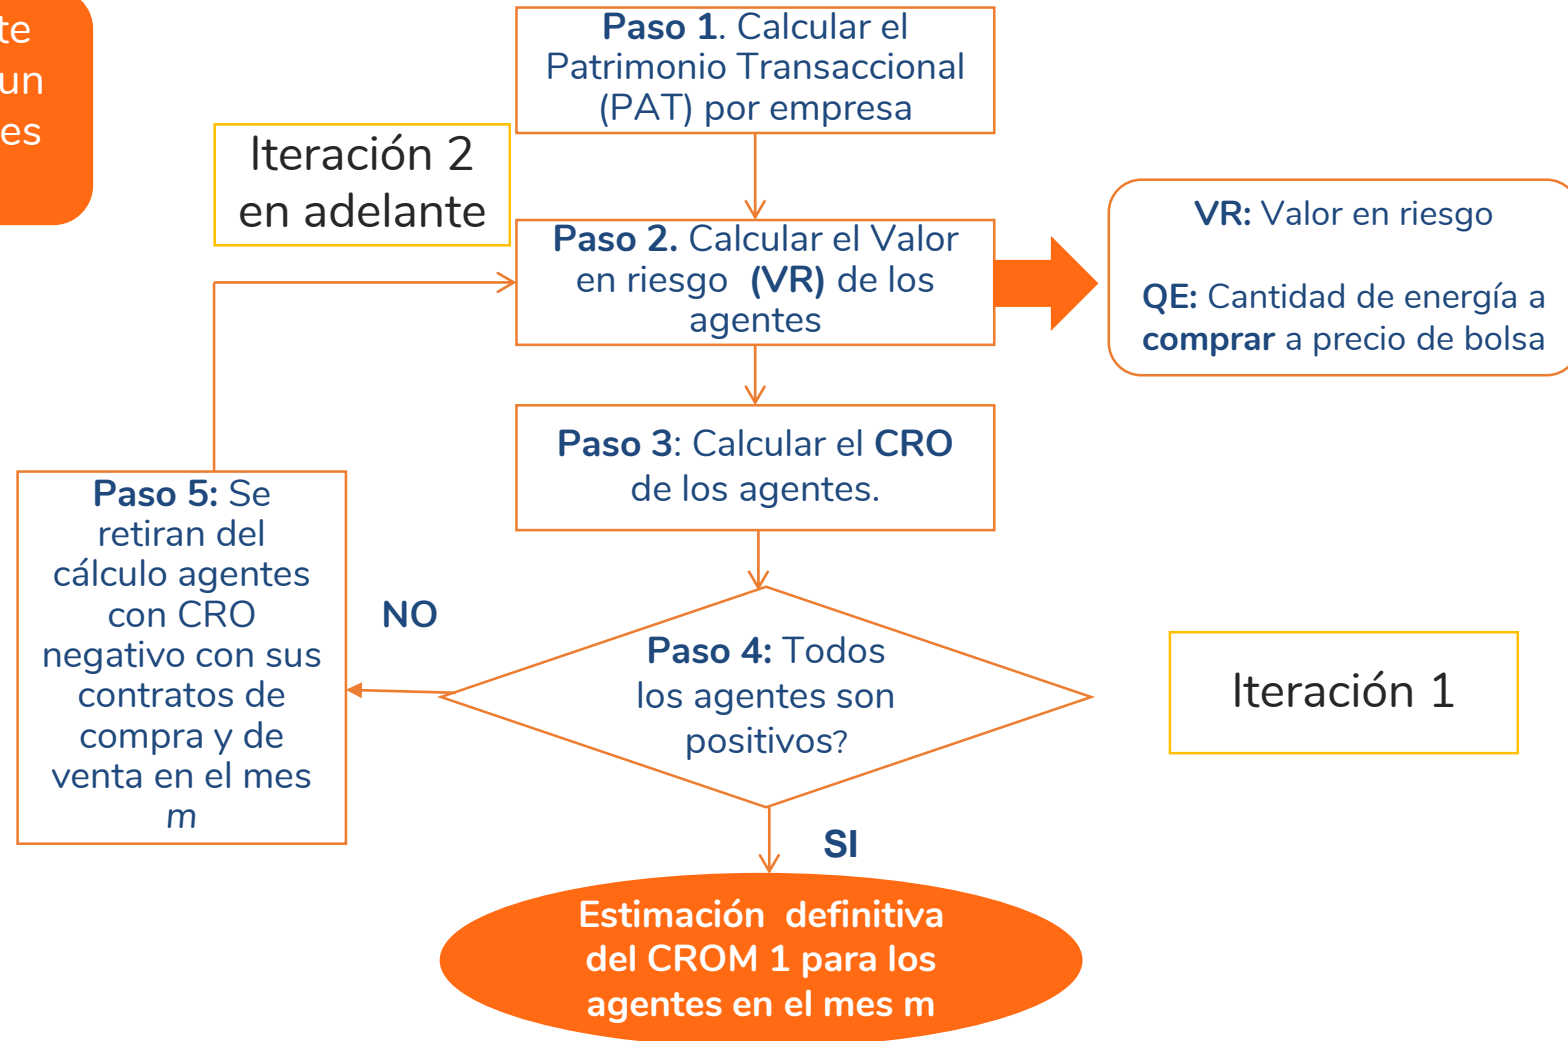 te
un
es
Paso 1. Calcular el
Patrimonio Transaccional
(PAT) por empresa
Iteración 2
en adelante
Paso 2. Calcular el Valor
en riesgo (VR) de los
agentes
VR: Valor en riesgo
QE: Cantidad de energía a
comprar a precio de bolsa
Paso 3: Calcular el CRO
de los agentes.
Paso 5: Se
retiran del
cálculo agentes
con CRO
negativo con sus
contratos de
compra y de
venta en el mes
m
NO
Paso 4: Todos
los agentes son
positivos?
Iteración 1
SI
Estimación definitiva
del CROM 1 para los
agentes en el mes m